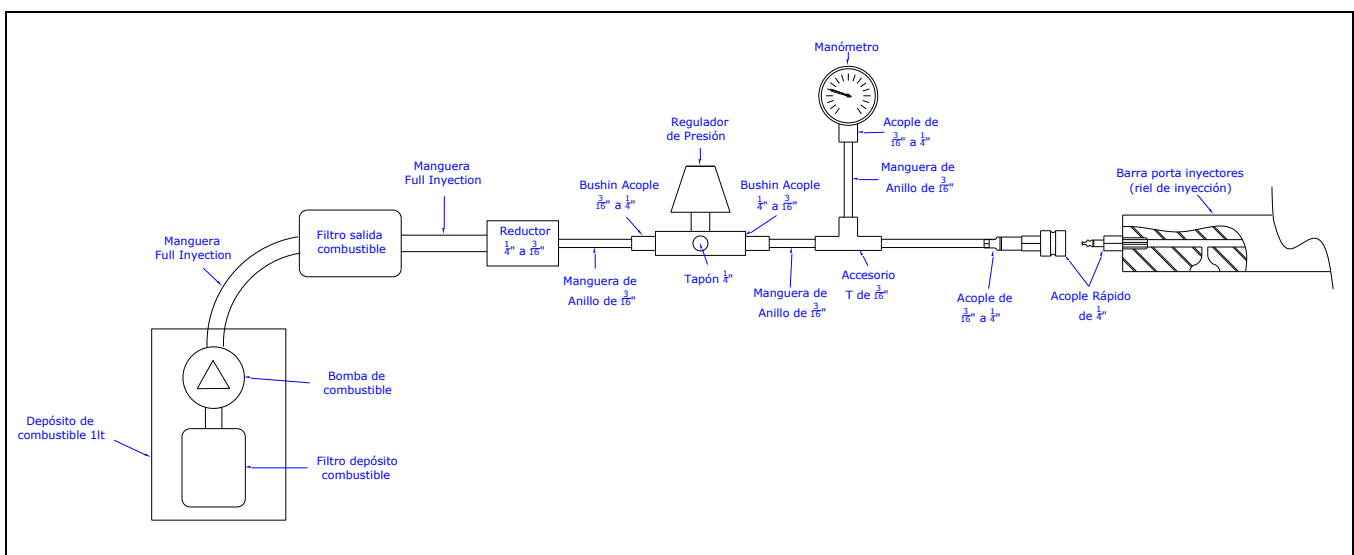 Manómetro
Regulador
de Presión
Acople de
3/16" a 1/4"
Manguera
Full Inyection
Bushin Acople
3/16" a 1/4"
Bushin Acople
1/4" a 3/16"
Manguera de
Anillo de 3/16"
Barra porta inyectores
(riel de inyección)
Manguera
Full Inyection
Filtro salida
combustible
Reductor
1/4" a 3/16"
Manguera de
Anillo de 3/16"
Tapón 1/4"
Manguera de
Anillo de 3/16"
Accesorio
T de 3/16"
Acople de
3/16" a 1/4"
Acople Rápido
de 1/4"
Bomba de
combustible
Depósito de
combustible 1lt
Filtro depósito
combustible